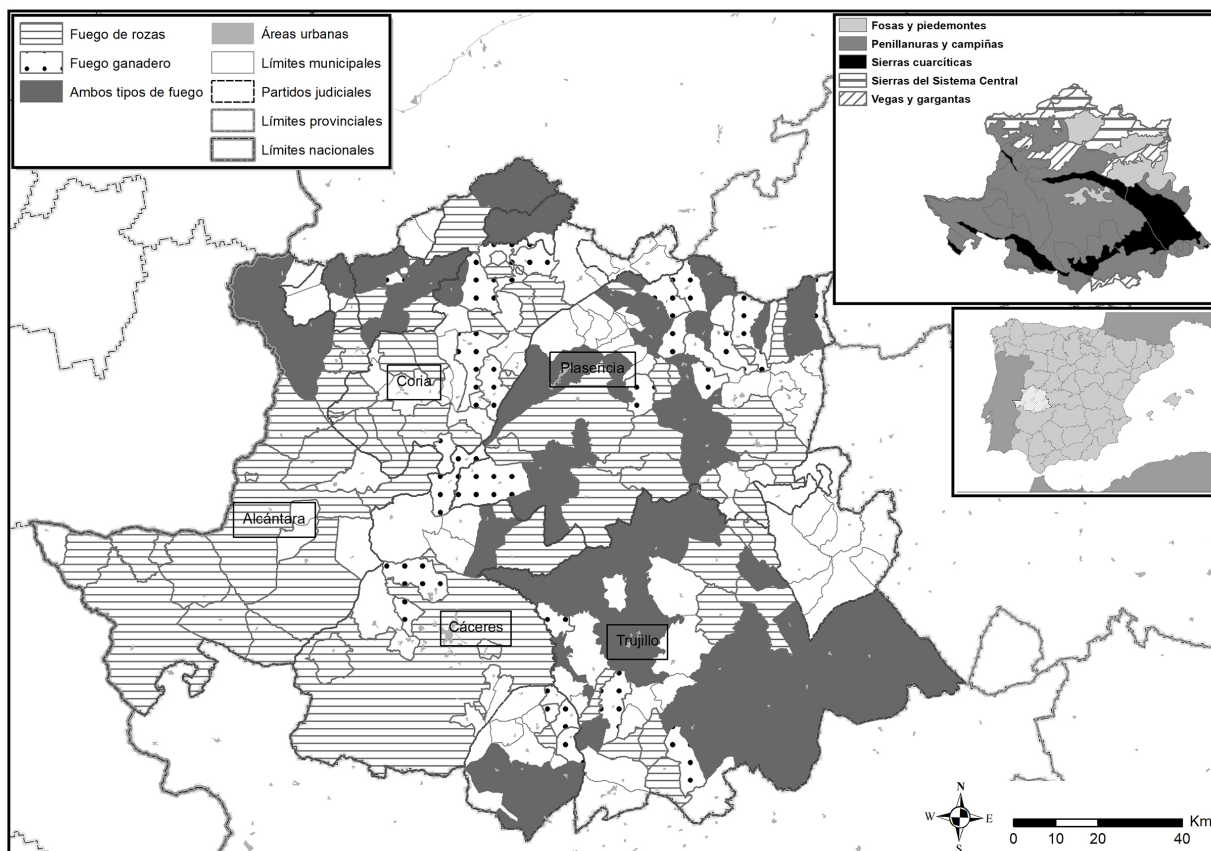 Fuego de rozas
Fuego ganadero
Ambos tipos de fuego
Áreas urbanas
Límites municipales
Partidos judiciales
Límites provinciales
Límites nacionales
Fosas y piedemontes
Penillanuras y campiñas
Sierras cuarcíticas
Sierras del Sistema Central
Vegas y gargantas
Plasencia
Coria
Alcántara
Cáceres
Trujillo
N
W
E
S
Km
0 10 20 40